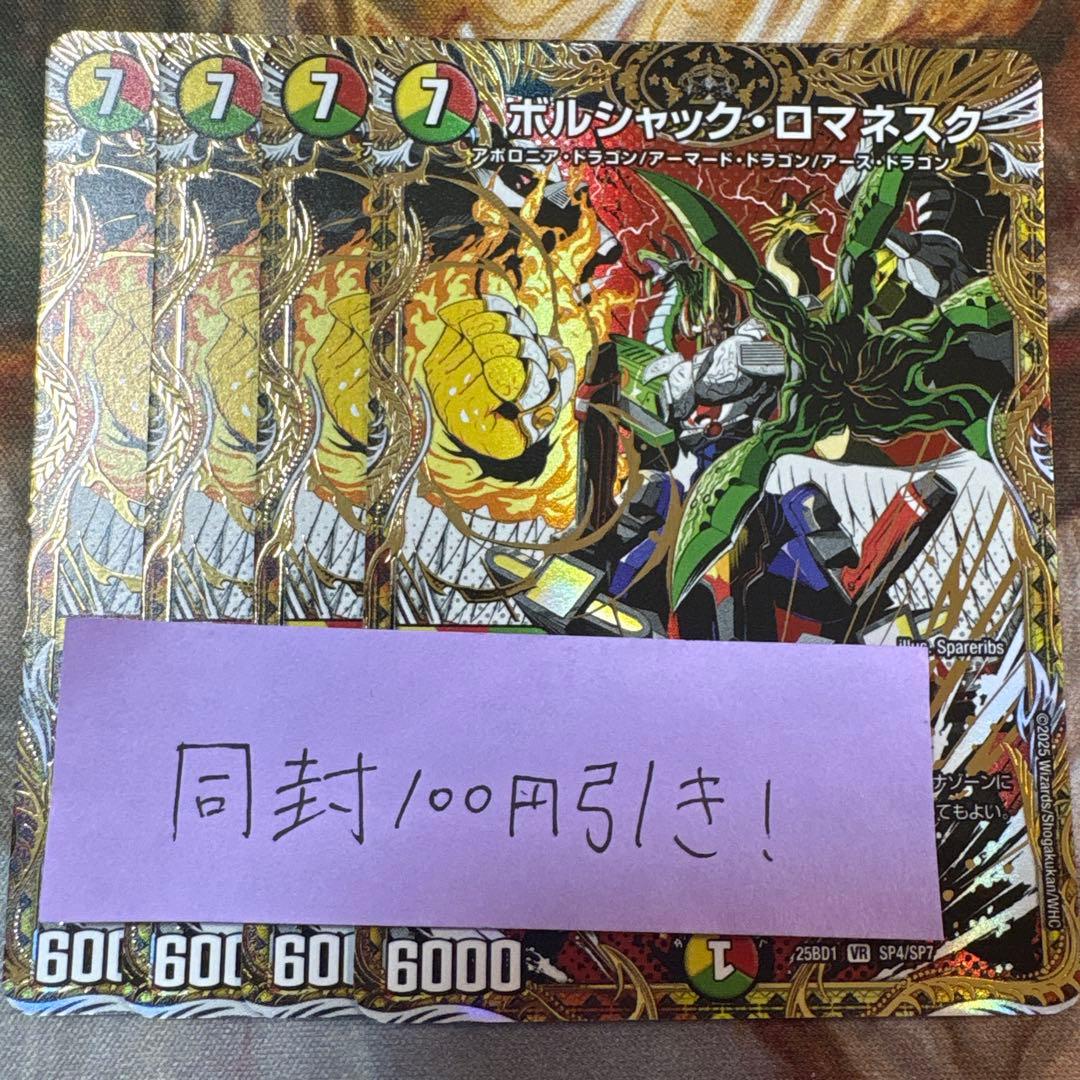 7 7 7 7 ボルシャック・ロマネスク
アポロニア・ドラゴン/アーマード・ドラゴン/アース・ドラゴン
illus. Spareribs
ナゾーンに
てもよい。
同封100円引き!
©2025 Wizards/Shogakukan/WHC
600 600 600 6000
1
25BD1 VR SP4/SP7